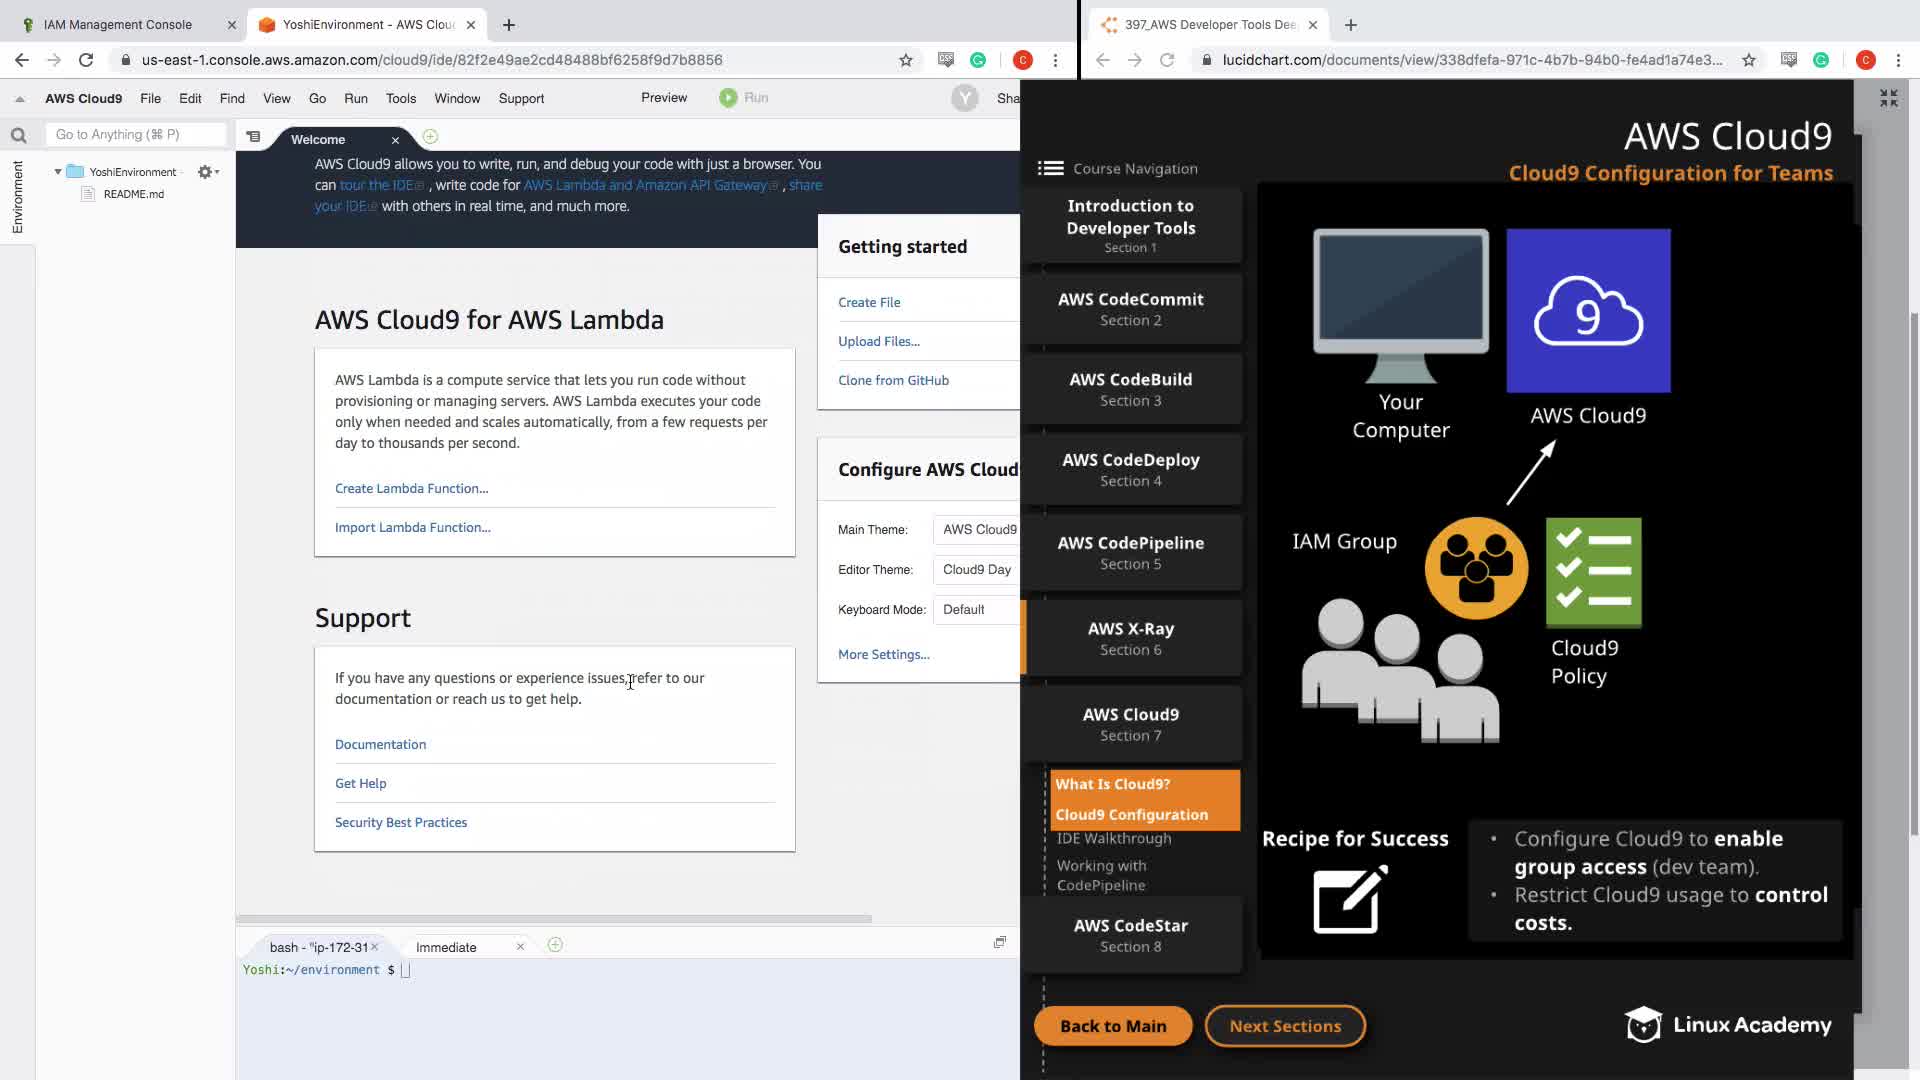 IAM Management Console
YoshiEnvironment - AWS Clou
397_AWS Developer Tools Dee
us-east-1.console.aws.amazon.com/cloud9/ide/82f2e49ae2cd48488bf6258f9d7b8856
lucidchart.com/documents/view/338dfefa-971c-4b7b-94b0-fe4ad1a74e3...
AWS Cloud9 File Edit Find View Go Run Tools Window Support Preview Run Y Sha
Go to Anything (⌘ P)
Environment
YoshiEnvironment
README.md
Welcome
AWS Cloud9 allows you to write, run, and debug your code with just a browser. You
can tour the IDE , write code for AWS Lambda and Amazon API Gateway , share
your IDE with others in real time, and much more.
Getting started
Create File
Upload Files...
Clone from GitHub
AWS Cloud9 for AWS Lambda
AWS Lambda is a compute service that lets you run code without
provisioning or managing servers. AWS Lambda executes your code
only when needed and scales automatically, from a few requests per
day to thousands per second.
Create Lambda Function...
Import Lambda Function...
Configure AWS Cloud
Main Theme: AWS Cloud9
Editor Theme: Cloud9 Day
Keyboard Mode: Default
More Settings...
Support
If you have any questions or experience issues, refer to our
documentation or reach us to get help.
Documentation
Get Help
Security Best Practices
bash - "ip-172-31
Immediate
Yoshi:~/environment $
AWS Cloud9
Cloud9 Configuration for Teams
Course Navigation
Introduction to
Developer Tools
Section 1
AWS CodeCommit
Section 2
AWS CodeBuild
Section 3
AWS CodeDeploy
Section 4
AWS CodePipeline
Section 5
AWS X-Ray
Section 6
AWS Cloud9
Section 7
What Is Cloud9?
Cloud9 Configuration
IDE Walkthrough
Working with
CodePipeline
AWS CodeStar
Section 8
Back to Main
Next Sections
9
Your
Computer
AWS Cloud9
IAM Group
Cloud9
Policy
Recipe for Success
• Configure Cloud9 to enable
group access (dev team).
• Restrict Cloud9 usage to control
costs.
Linux Academy